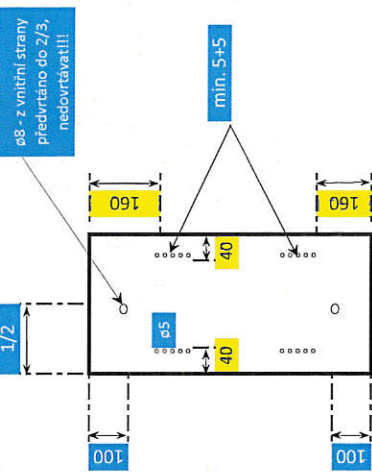 1/2
ø8 - z vnitřní strany
předvrtáno do 2/3,
nedovrtávat!!!
100
160
min. 5+5
ø5
40
40
100
160